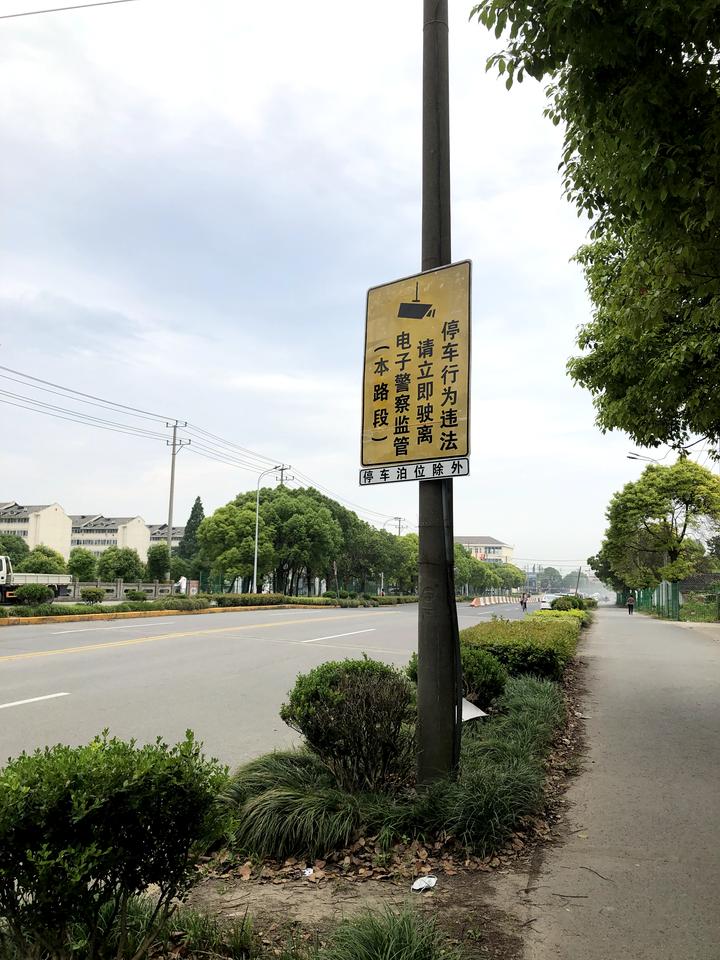 停车行为违法
请立即驶离
电子警察监管
（本路段）
停车泊位除外